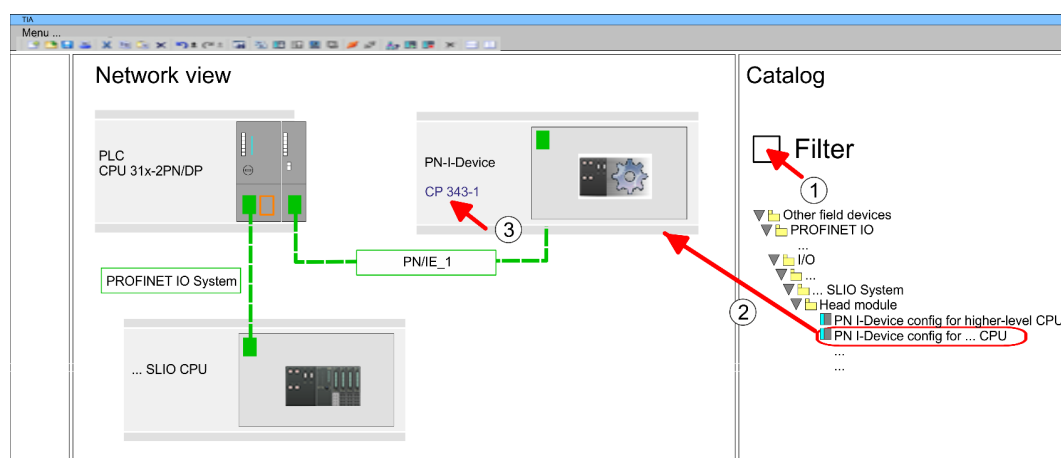 TIA
Menu ...
Network view
PLC
CPU 31x-2PN/DP
PN-I-Device
CP 343-1
3
PN/IE_1
PROFINET IO System
... SLIO CPU
Catalog
Filter
1
Other field devices
PROFINET IO
...
I/O
...
... SLIO System
Head module
2
PN I-Device config for higher-level CPU
PN I-Device config for ... CPU
...
...